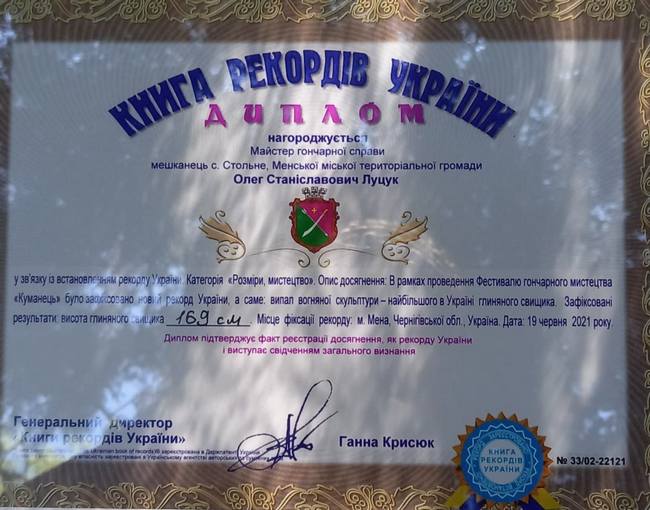 КНИГА РЕКОРДІВ УКРАЇНИ
ДИПЛОМ
нагороджується
Майстер гончарної справи
мешканець с. Стольне, Менської міської територіальної громади
Олег Станіславович Луцук
у зв'язку із встановленням рекорду України. Категорія «Розміри, мистецтво». Опис досягнення: В рамках проведення Фестивалю гончарного мистецтва
«Куманець» було зафіксовано новий рекорд України, а саме: випал вогняної скульптури – найбільшого в Україні глиняного свищика. Зафіксовані
результати: висота глиняного свищика 169 см. Місце фіксації рекорду: м. Мена, Чернігівської обл., Україна. Дата: 19 червня 2021 року.
Диплом підтверджує факт реєстрації досягнення, як рекорду України
і виступає свідченням загального визнання
Генеральний директор
«Книги рекордів України»
Ганна Крисюк
КНИГА
РЕКОРДІВ
УКРАЇНИ
№ 33/02-22121